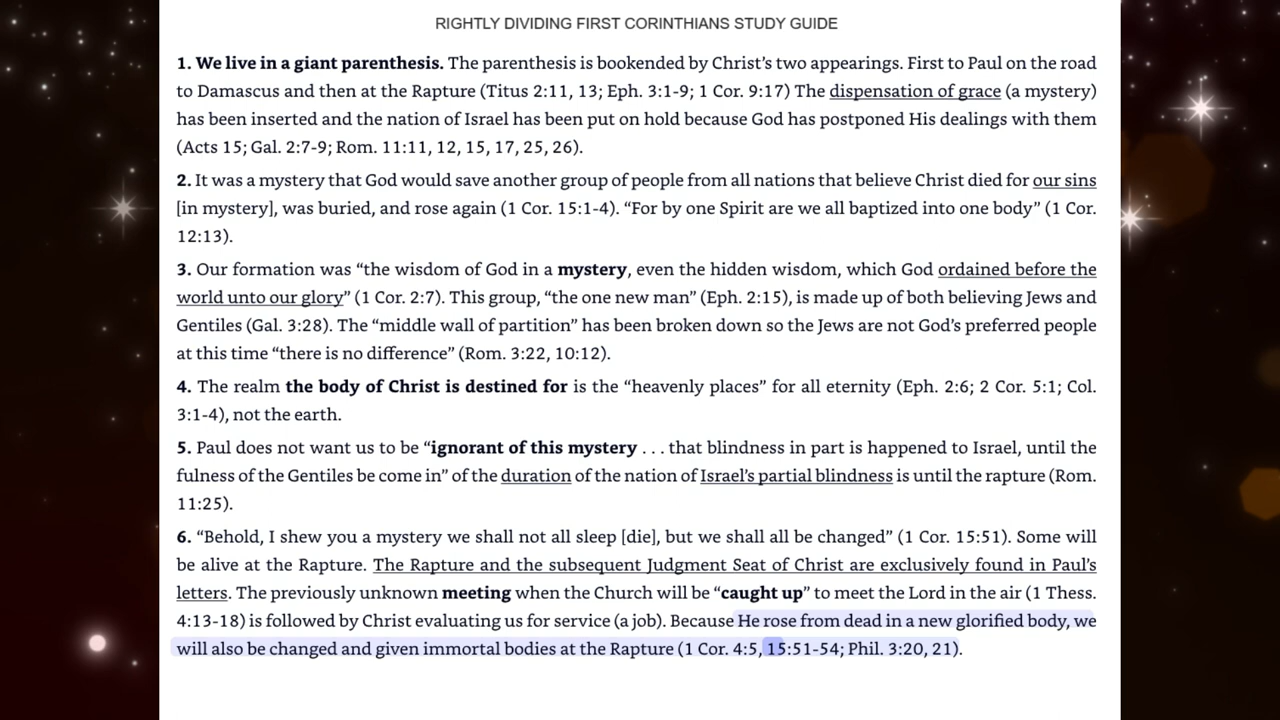 RIGHTLY DIVIDING FIRST CORINTHIANS STUDY GUIDE
1. We live in a giant parenthesis. The parenthesis is bookended by Christ’s two appearings. First to Paul on the road
to Damascus and then at the Rapture (Titus 2:11, 13; Eph. 3:1-9; 1 Cor. 9:17) The dispensation of grace (a mystery)
has been inserted and the nation of Israel has been put on hold because God has postponed His dealings with them
(Acts 15; Gal. 2:7-9; Rom. 11:11, 12, 15, 17, 25, 26).
2. It was a mystery that God would save another group of people from all nations that believe Christ died for our sins
[in mystery], was buried, and rose again (1 Cor. 15:1-4). “For by one Spirit are we all baptized into one body” (1 Cor.
12:13).
3. Our formation was “the wisdom of God in a mystery, even the hidden wisdom, which God ordained before the
world unto our glory” (1 Cor. 2:7). This group, “the one new man” (Eph. 2:15), is made up of both believing Jews and
Gentiles (Gal. 3:28). The “middle wall of partition” has been broken down so the Jews are not God’s preferred people
at this time “there is no difference” (Rom. 3:22, 10:12).
4. The realm the body of Christ is destined for is the “heavenly places” for all eternity (Eph. 2:6; 2 Cor. 5:1; Col.
3:1-4), not the earth.
5. Paul does not want us to be “ignorant of this mystery . . . that blindness in part is happened to Israel, until the
fulness of the Gentiles be come in” of the duration of the nation of Israel’s partial blindness is until the rapture (Rom.
11:25).
6. “Behold, I shew you a mystery we shall not all sleep [die], but we shall all be changed” (1 Cor. 15:51). Some will
be alive at the Rapture. The Rapture and the subsequent Judgment Seat of Christ are exclusively found in Paul’s
letters. The previously unknown meeting when the Church will be “caught up” to meet the Lord in the air (1 Thess.
4:13-18) is followed by Christ evaluating us for service (a job). Because He rose from dead in a new glorified body, we
will also be changed and given immortal bodies at the Rapture (1 Cor. 4:5, 15:51-54; Phil. 3:20, 21).